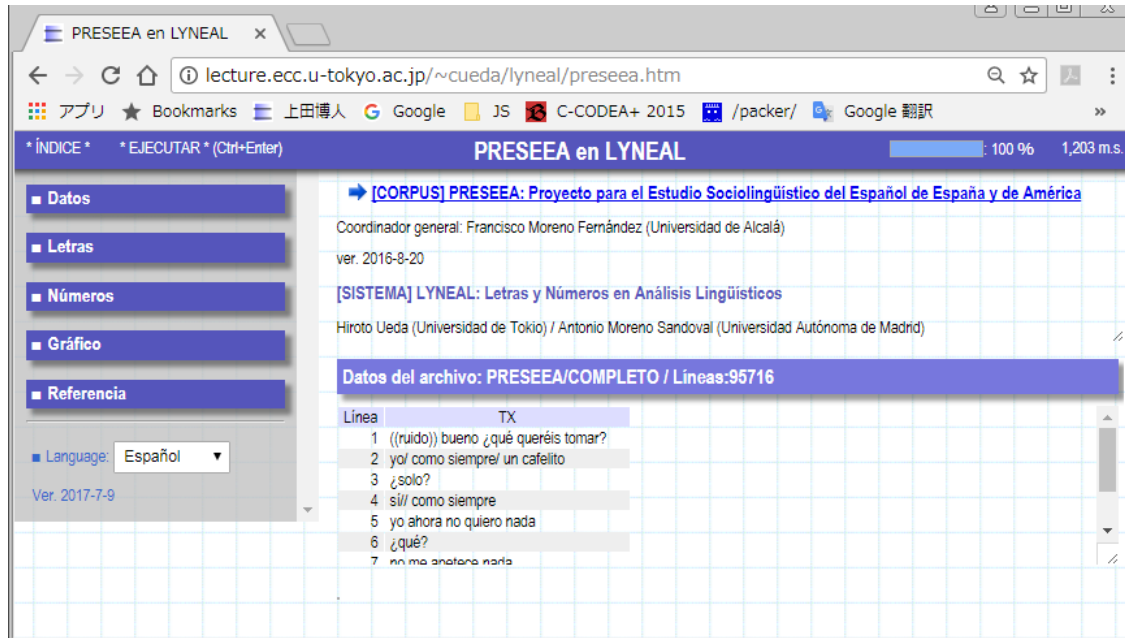 PRESEEA en LYNEAL
lecture.ecc.u-tokyo.ac.jp/~cueda/lyneal/preseea.htm
アプリ Bookmarks 上田博人 Google JS C-CODEA+ 2015 /packer/ Google 翻訳 »
* ÍNDICE * * EJECUTAR * (Ctrl+Enter) PRESEEA en LYNEAL : 100 % 1,203 m.s.
Datos
Letras
Números
Gráfico
Referencia
Language: Español
Ver. 2017-7-9
[CORPUS] PRESEEA: Proyecto para el Estudio Sociolingüístico del Español de España y de América
Coordinador general: Francisco Moreno Fernández (Universidad de Alcalá)
ver. 2016-8-20
[SISTEMA] LYNEAL: Letras y Números en Análisis Lingüísticos
Hiroto Ueda (Universidad de Tokio) / Antonio Moreno Sandoval (Universidad Autónoma de Madrid)
Datos del archivo: PRESEEA/COMPLETO / Líneas:95716
Línea TX
1 ((ruido)) bueno ¿qué queréis tomar?
2 yo/ como siempre/ un cafelito
3 ¿solo?
4 sí// como siempre
5 yo ahora no quiero nada
6 ¿qué?
7 no me apetece nada